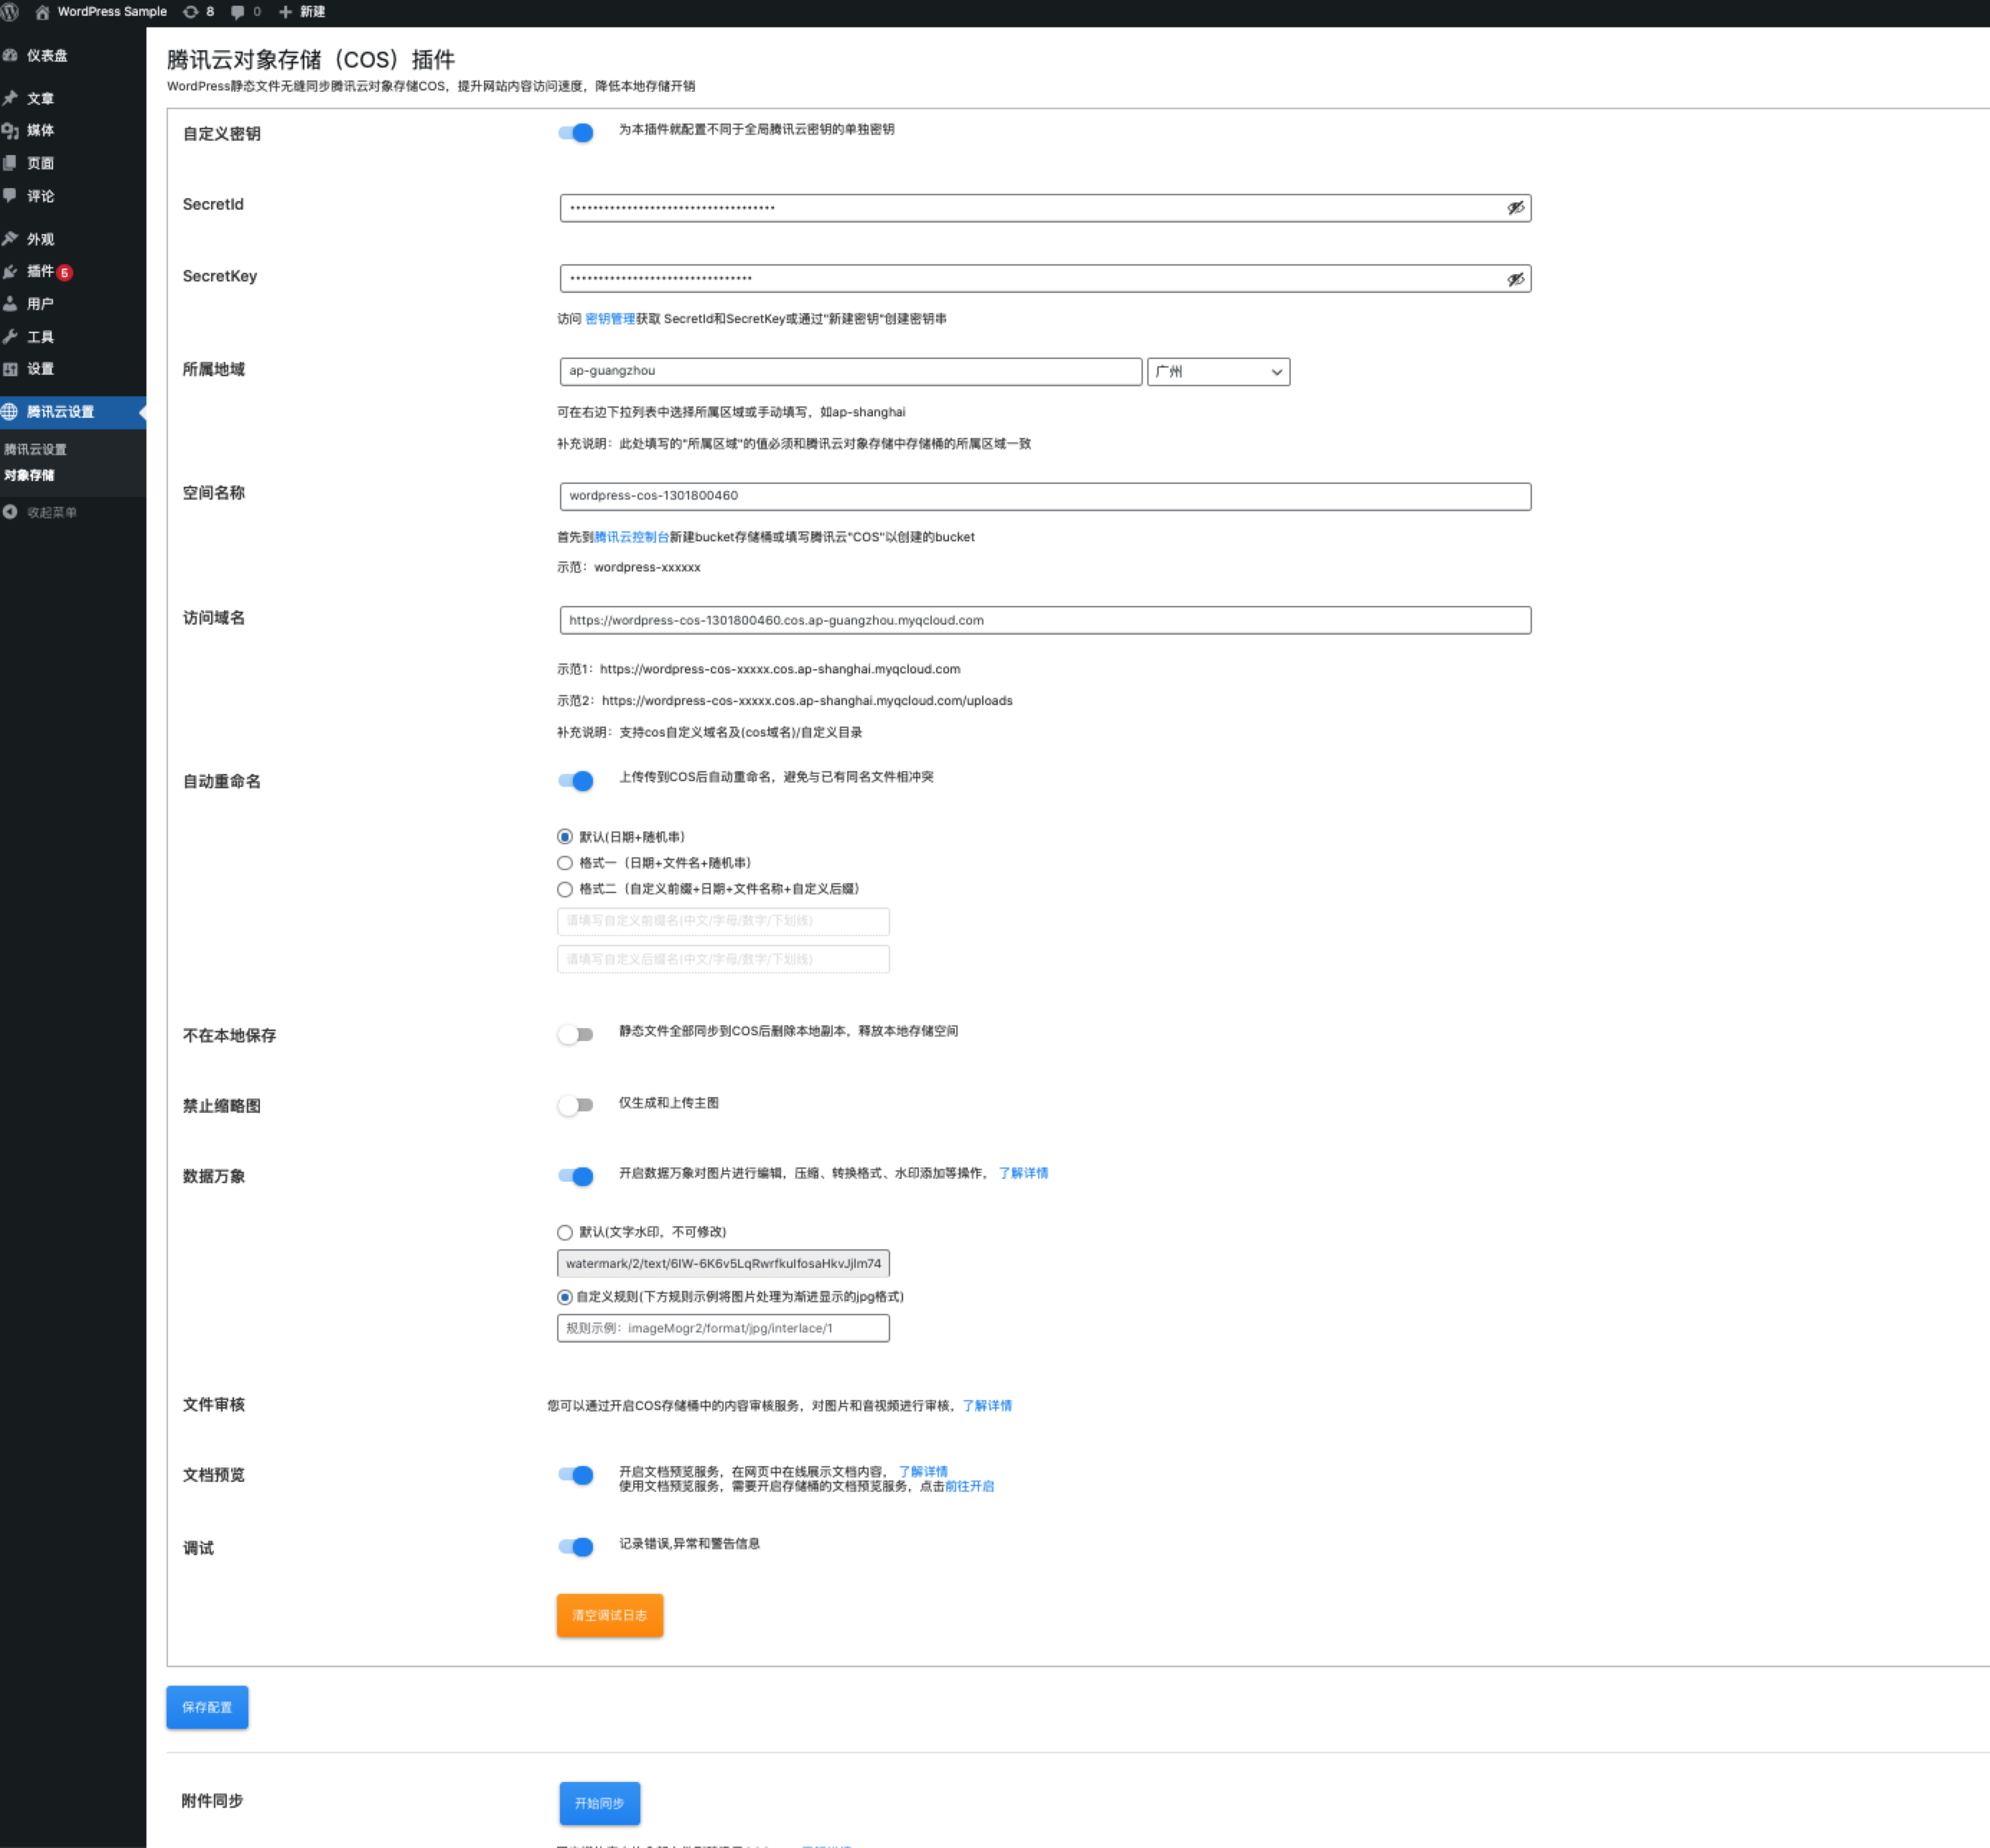 WordPress Sample 8 0 新建
仪表盘
文章
媒体
页面
评论
外观
插件 5
用户
工具
设置
腾讯云设置
腾讯云设置
对象存储
收起菜单
腾讯云对象存储（COS）插件
WordPress静态文件无缝同步腾讯云对象存储COS，提升网站内容访问速度，降低本地存储开销
自定义密钥
为本插件就配置不同于全局腾讯云密钥的单独密钥
SecretId
SecretKey
访问 密钥管理获取 SecretId和SecretKey或通过"新建密钥"创建密钥串
所属地域
ap-guangzhou
广州
可在右边下拉列表中选择所属区域或手动填写，如ap-shanghai
补充说明：此处填写的"所属区域"的值必须和腾讯云对象存储中存储桶的所属区域一致
空间名称
wordpress-cos-1301800460
首先到腾讯云控制台新建bucket存储桶或填写腾讯云"COS"以创建的bucket
示范：wordpress-xxxxxx
访问域名
https://wordpress-cos-1301800460.cos.ap-guangzhou.myqcloud.com
示范1：https://wordpress-cos-xxxxx.cos.ap-shanghai.myqcloud.com
示范2：https://wordpress-cos-xxxxx.cos.ap-shanghai.myqcloud.com/uploads
补充说明：支持cos自定义域名及(cos域名)/自定义目录
自动重命名
上传传到COS后自动重命名，避免与已有同名文件相冲突
默认(日期+随机串)
格式一（日期+文件名+随机串）
格式二（自定义前缀+日期+文件名称+自定义后缀）
请填写自定义前缀名(中文/字母/数字/下划线)
请填写自定义后缀名(中文/字母/数字/下划线)
不在本地保存
静态文件全部同步到COS后删除本地副本，释放本地存储空间
禁止缩略图
仅生成和上传主图
数据万象
开启数据万象对图片进行编辑，压缩、转换格式、水印添加等操作， 了解详情
默认(文字水印，不可修改)
watermark/2/text/6IW-6K6v5LqRwrfkuIfosaHkvJjIm74
自定义规则(下方规则示例将图片处理为渐进显示的jpg格式)
规则示例：imageMogr2/format/jpg/interlace/1
文件审核
您可以通过开启COS存储桶中的内容审核服务，对图片和音视频进行审核，了解详情
文档预览
开启文档预览服务，在网页中在线展示文档内容， 了解详情
使用文档预览服务，需要开启存储桶的文档预览服务，点击前往开启
调试
记录错误,异常和警告信息
清空调试日志
保存配置
附件同步
开始同步